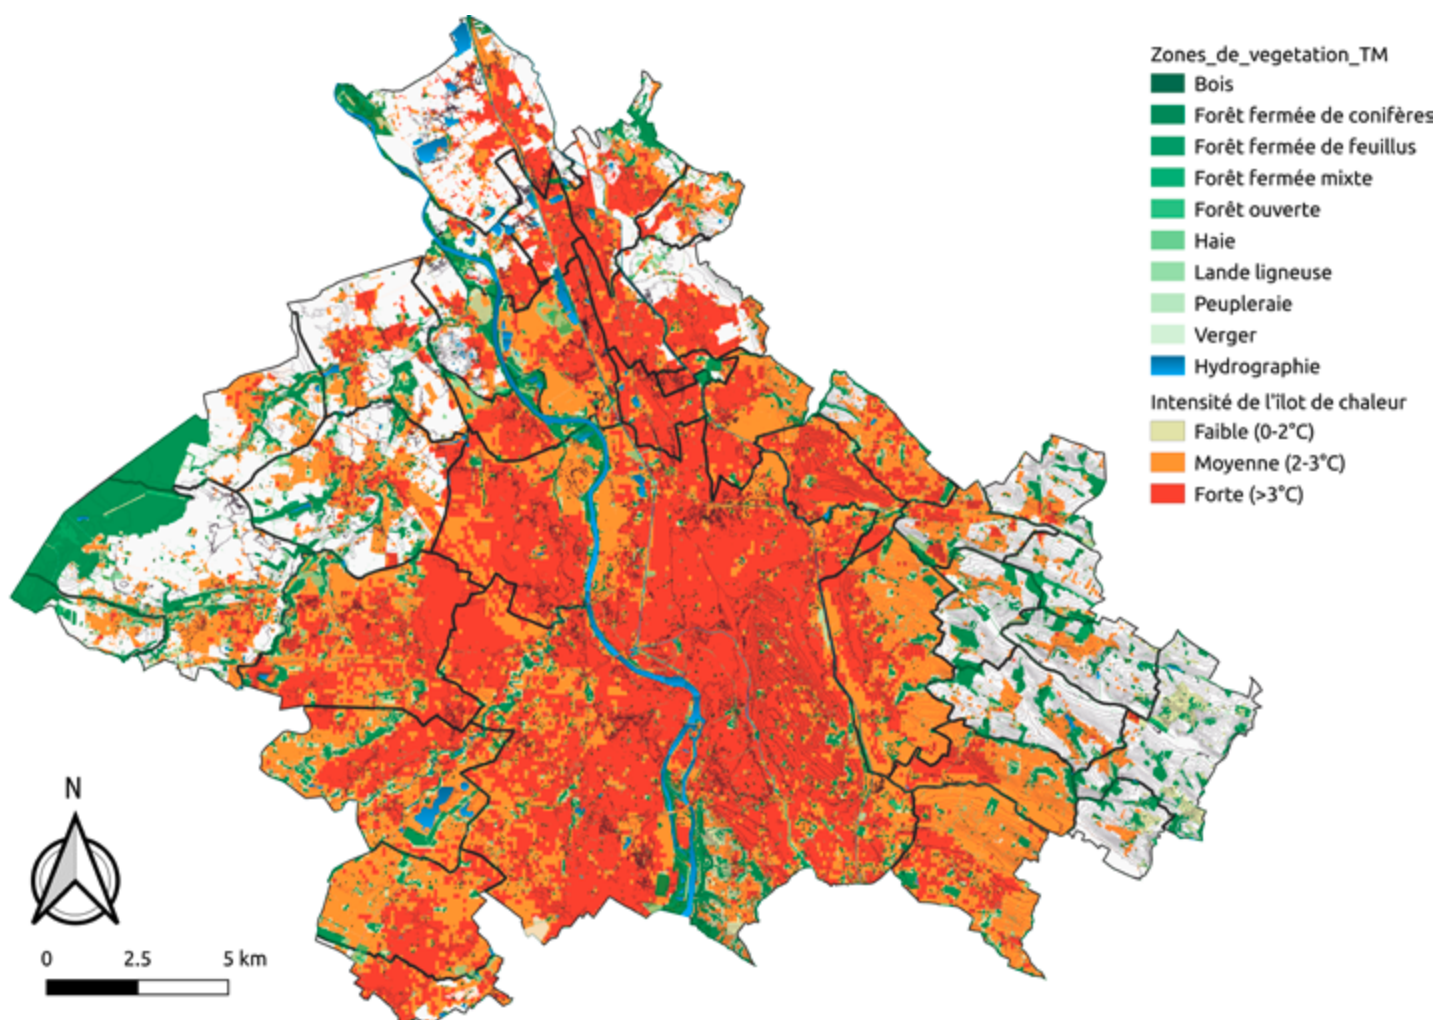 Zones_de_vegetation_TM
Bois
Forêt fermée de conifères
Forêt fermée de feuillus
Forêt fermée mixte
Forêt ouverte
Haie
Lande ligneuse
Peupleraie
Verger
Hydrographie
Intensité de l'îlot de chaleur
Faible (0-2°C)
Moyenne (2-3°C)
Forte (>3°C)
N
0 2.5 5 km